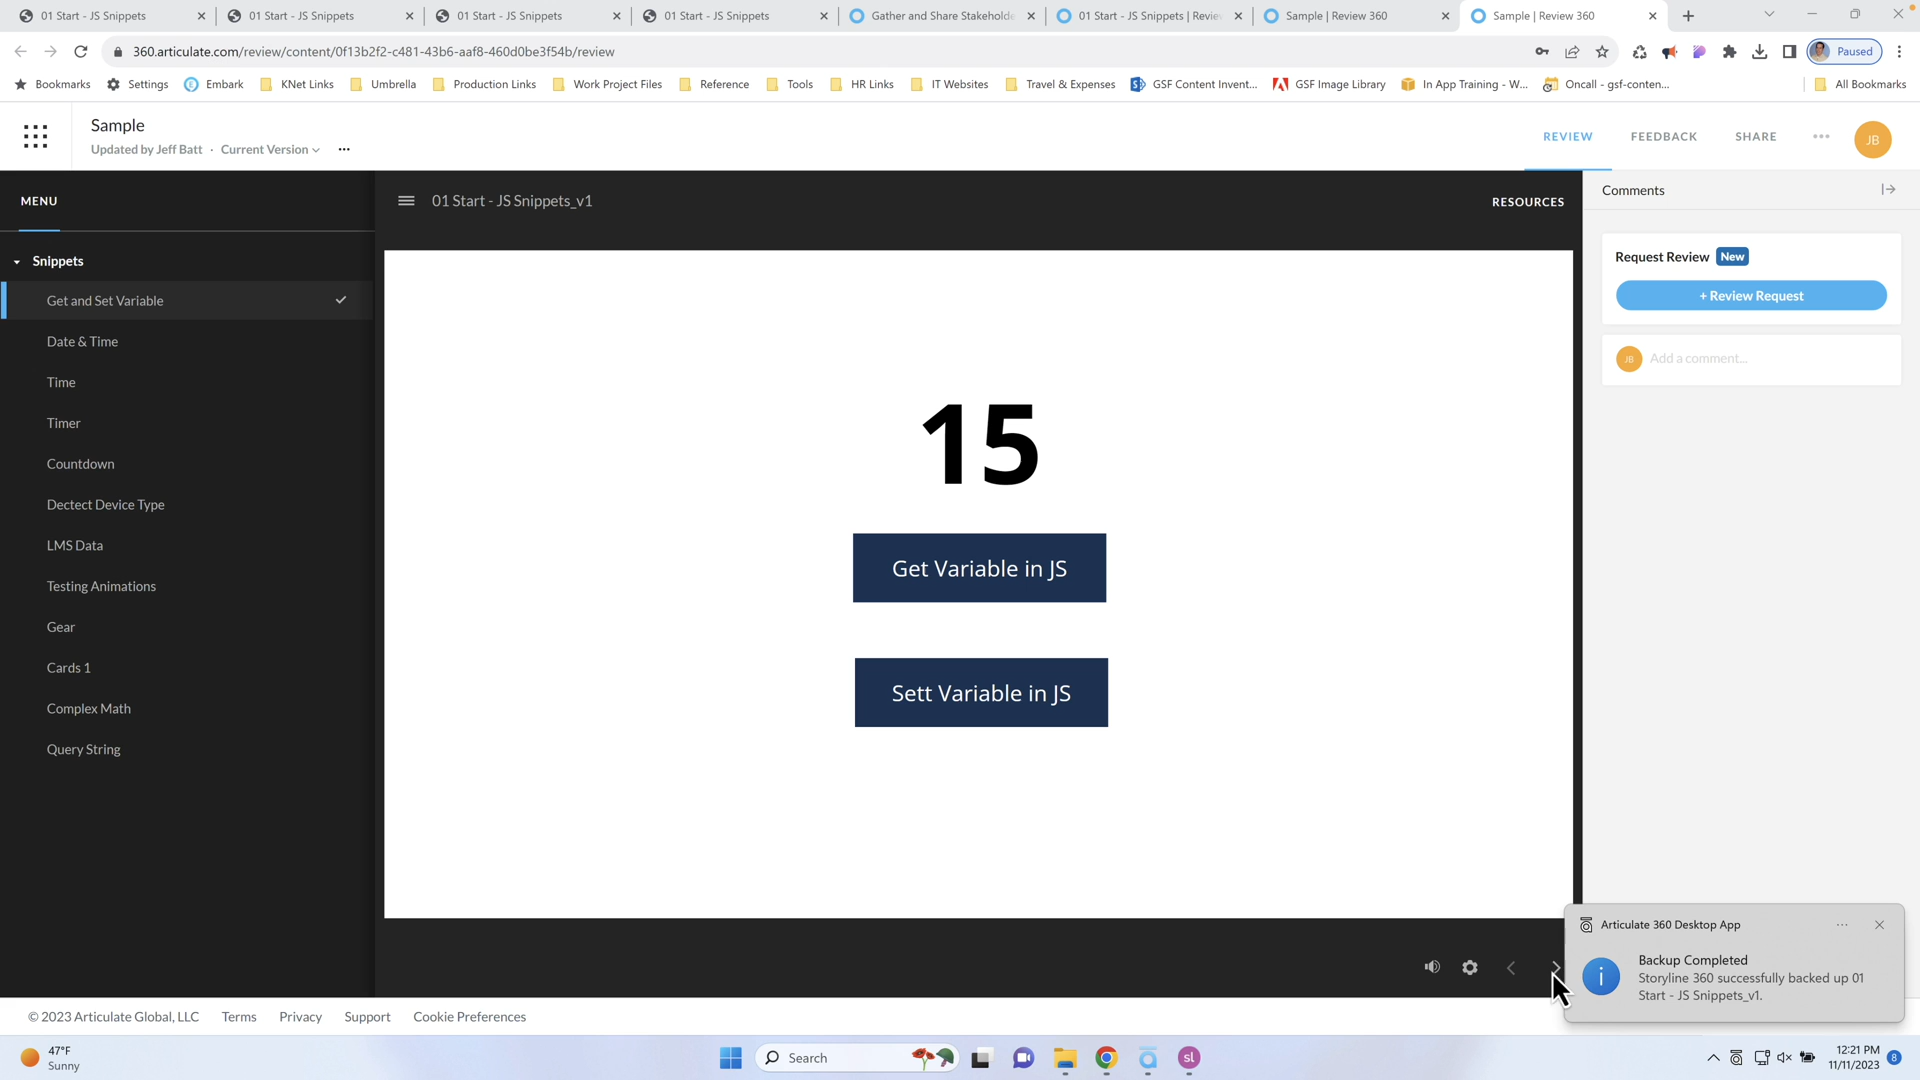 01 Start - JS Snippets
01 Start - JS Snippets
01 Start - JS Snippets
01 Start - JS Snippets
Gather and Share Stakeholde
01 Start - JS Snippets | Revie
Sample | Review 360
Sample | Review 360
360.articulate.com/review/content/0f13b2f2-c481-43b6-aaf8-460d0be3f54b/review
Paused
Bookmarks
Settings
Embark
KNet Links
Umbrella
Production Links
Work Project Files
Reference
Tools
HR Links
IT Websites
Travel & Expenses
GSF Content Invent...
GSF Image Library
In App Training - W...
Oncall - gsf-conten...
All Bookmarks
Sample
Updated by Jeff Batt · Current Version
REVIEW
FEEDBACK
SHARE
JB
MENU
01 Start - JS Snippets_v1
RESOURCES
Comments
Snippets
Get and Set Variable
Date & Time
Time
Timer
Countdown
Dectect Device Type
LMS Data
Testing Animations
Gear
Cards 1
Complex Math
Query String
15
Get Variable in JS
Sett Variable in JS
Request Review New
+ Review Request
JB
Add a comment...
Articulate 360 Desktop App
Backup Completed
Storyline 360 successfully backed up 01
Start - JS Snippets_v1.
© 2023 Articulate Global, LLC
Terms
Privacy
Support
Cookie Preferences
47°F
Sunny
Search
sl
12:21 PM
11/11/2023
8